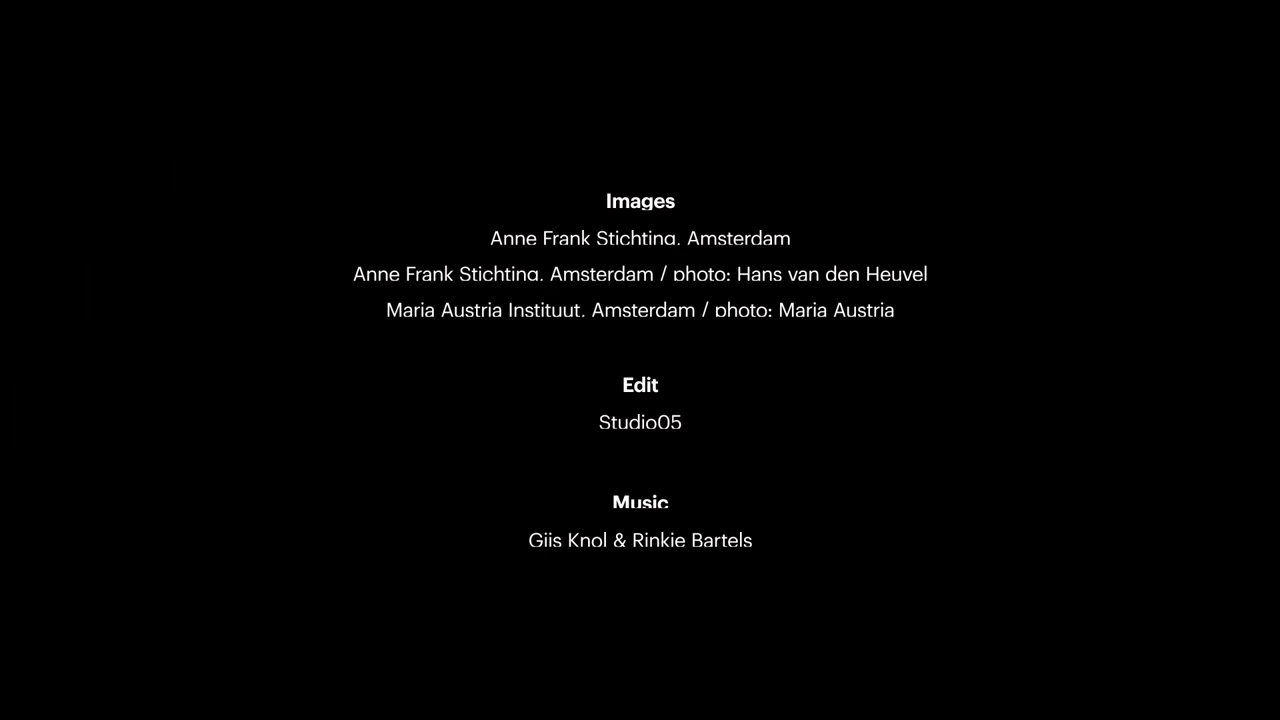 Images
Anne Frank Stichting, Amsterdam
Anne Frank Stichting, Amsterdam / photo: Hans van den Heuvel
Maria Austria Instituut, Amsterdam / photo: Maria Austria
Edit
Studio05
Music
Gijs Knol & Rinkie Bartels